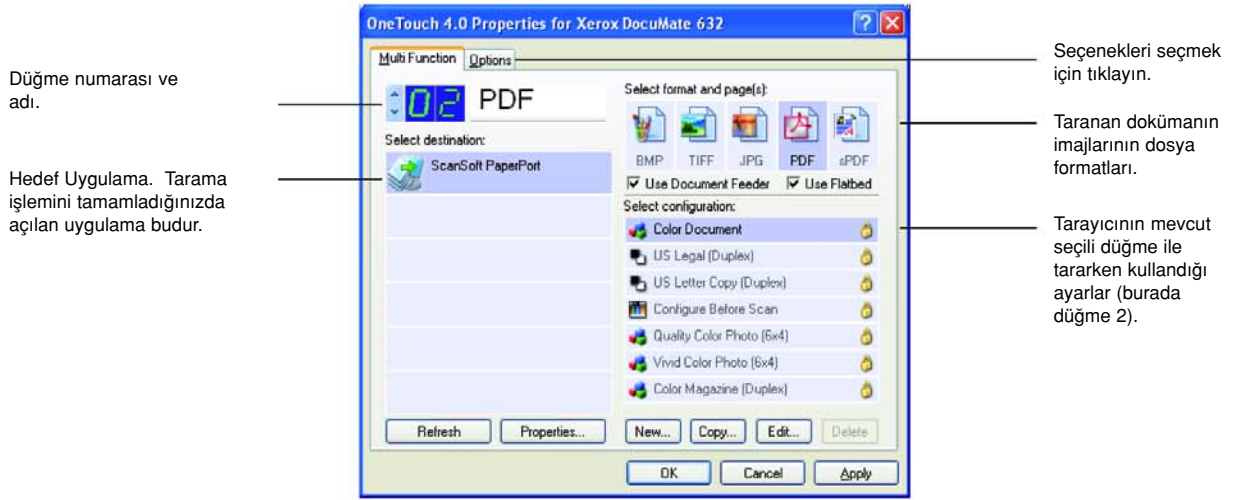 OneTouch 4.0 Properties for Xerox DocuMate 632
Multi Function
Options
Düğme numarası ve
adı.
02
PDF
Select destination:
ScanSoft PaperPort
Hedef Uygulama. Tarama
işlemini tamamladığınızda
açılan uygulama budur.
Refresh
Properties...
Select format and page(s):
BMP
TIFF
JPG
PDF
sPDF
Use Document Feeder
Use Flatbed
Select configuration:
Color Document
US Legal (Duplex)
US Letter Copy (Duplex)
Configure Before Scan
Quality Color Photo (6x4)
Vivid Color Photo (6x4)
Color Magazine (Duplex)
New...
Copy...
Edit...
Delete
OK
Cancel
Apply
Seçenekleri seçmek
için tıklayın.
Taranan dokümanın
imajlarının dosya
formatları.
Tarayıcının mevcut
seçili düğme ile
tararken kullandığı
ayarlar (burada
düğme 2).